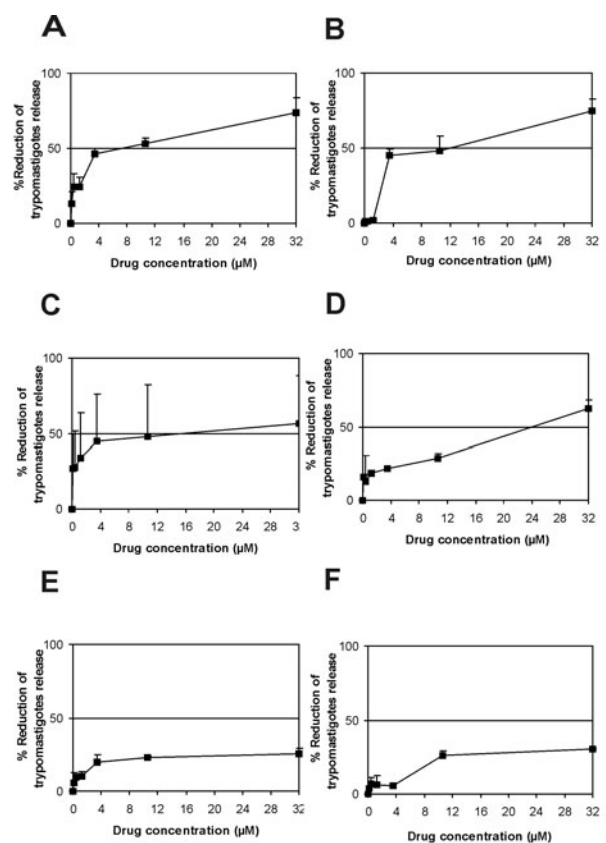 A
100
%Reduction of
trypomastigotes release
50
0
0 4 8 12 16 20 24 28 32
Drug concentration (µM)
B
100
% Reduction of
trypomastigotes release
50
0
0 4 8 12 16 20 24 28 32
Drug concentration (µM)
C
100
% Reduction of
trypomastigotes release
50
0
0 4 8 12 16 20 24 28 3
Drug concentration (µM)
D
100
% Reduction of
trypomastigotes release
50
0
0 4 8 12 16 20 24 28 32
Drug concentration (µM)
E
100
% Reduction of
trypomastigotes release
50
0
0 4 8 12 16 20 24 28 32
Drug concentration (µM)
F
100
% Reduction of
trypomastigotes release
50
0
0 4 8 12 16 20 24 28 32
Drug concentration (µM)